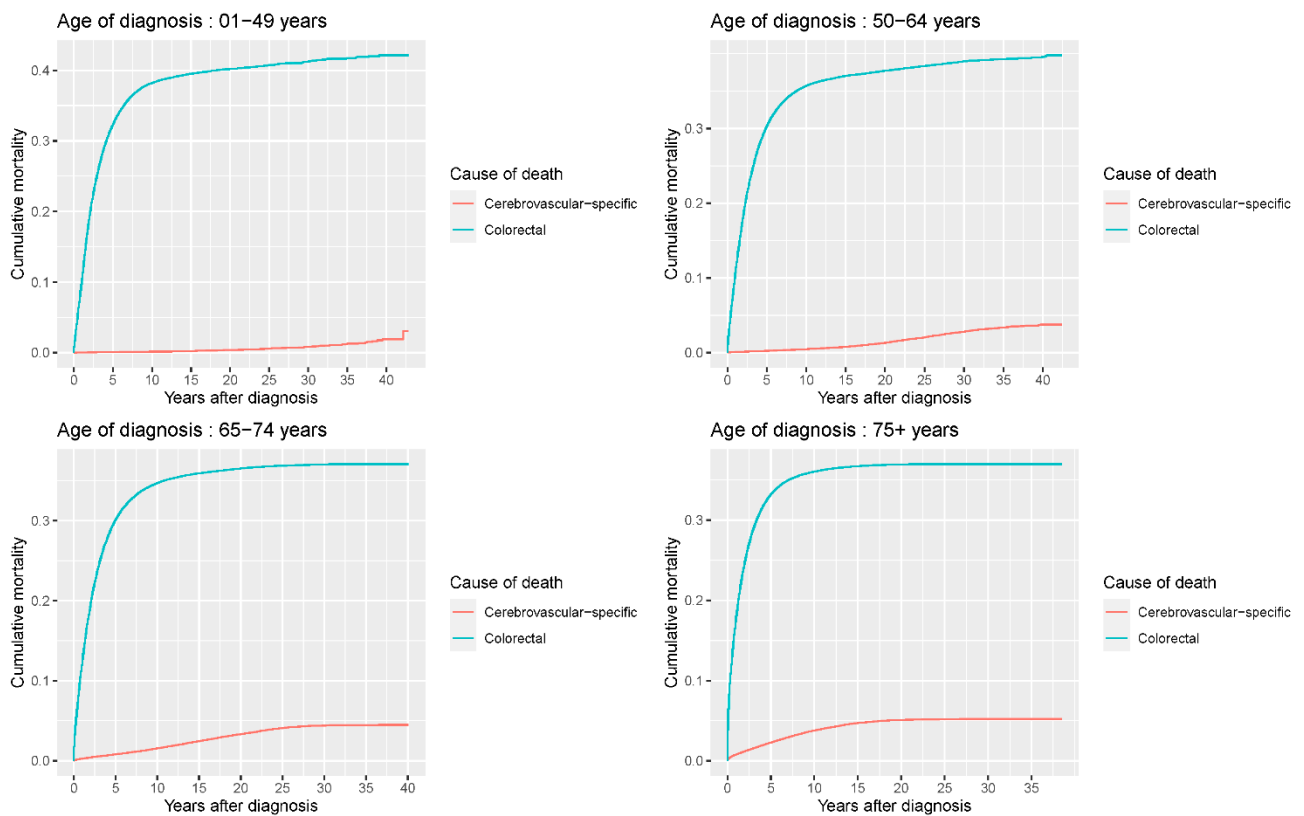 Age of diagnosis : 01−49 years
Cumulative mortality
0.4
0.3
0.2
0.1
0.0
0 5 10 15 20 25 30 35 40
Years after diagnosis
Cause of death
Cerebrovascular−specific
Colorectal
Age of diagnosis : 50−64 years
Cumulative mortality
0.3
0.2
0.1
0.0
0 5 10 15 20 25 30 35 40
Years after diagnosis
Cause of death
Cerebrovascular−specific
Colorectal
Age of diagnosis : 65−74 years
Cumulative mortality
0.3
0.2
0.1
0.0
0 5 10 15 20 25 30 35 40
Years after diagnosis
Cause of death
Cerebrovascular−specific
Colorectal
Age of diagnosis : 75+ years
Cumulative mortality
0.3
0.2
0.1
0.0
0 5 10 15 20 25 30 35
Years after diagnosis
Cause of death
Cerebrovascular−specific
Colorectal